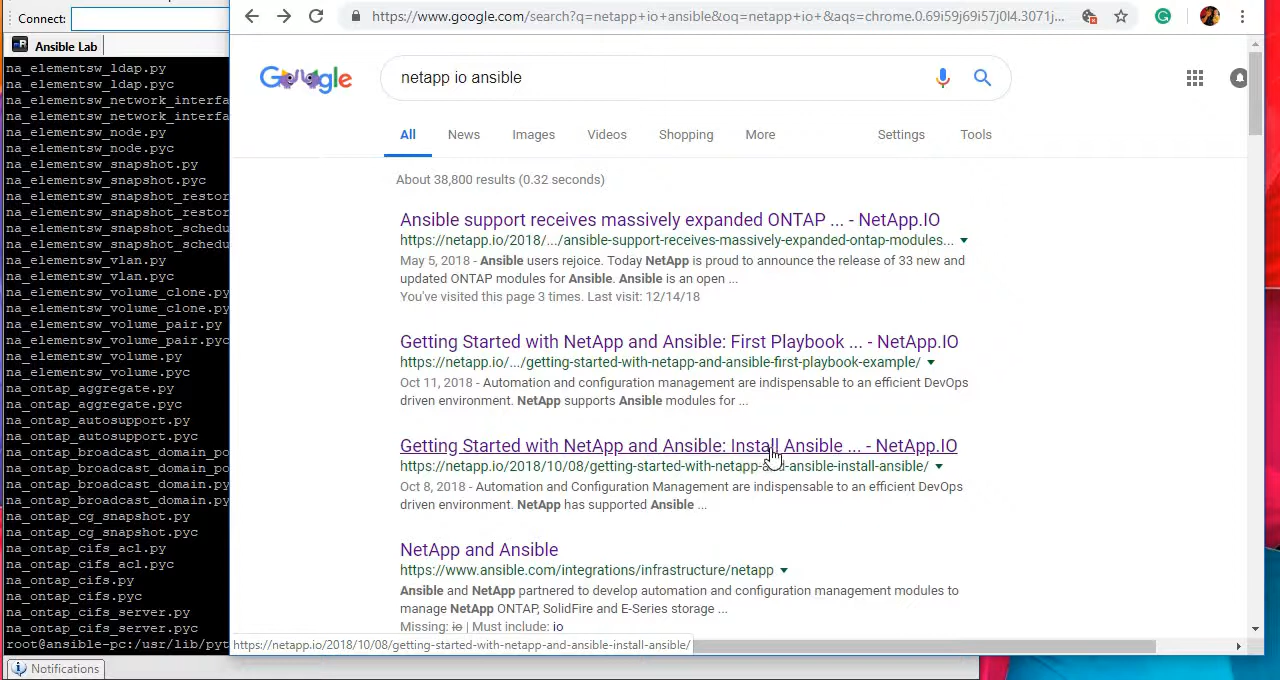 Connect:
Ansible Lab
na_elementsw_ldap.py
na_elementsw_ldap.pyc
na_elementsw_network_interfa
na_elementsw_network_interfa
na_elementsw_node.py
na_elementsw_node.pyc
na_elementsw_snapshot.py
na_elementsw_snapshot.pyc
na_elementsw_snapshot_restor
na_elementsw_snapshot_restor
na_elementsw_snapshot_schedu
na_elementsw_snapshot_schedu
na_elementsw_vlan.py
na_elementsw_vlan.pyc
na_elementsw_volume_clone.py
na_elementsw_volume_clone.py
na_elementsw_volume_pair.py
na_elementsw_volume_pair.pyc
na_elementsw_volume.py
na_elementsw_volume.pyc
na_ontap_aggregate.py
na_ontap_aggregate.pyc
na_ontap_autosupport.py
na_ontap_autosupport.pyc
na_ontap_broadcast_domain_po
na_ontap_broadcast_domain_po
na_ontap_broadcast_domain.py
na_ontap_broadcast_domain.py
na_ontap_cg_snapshot.py
na_ontap_cg_snapshot.pyc
na_ontap_cifs_acl.py
na_ontap_cifs_acl.pyc
na_ontap_cifs.py
na_ontap_cifs.pyc
na_ontap_cifs_server.py
na_ontap_cifs_server.pyc
root@ansible-pc:/usr/lib/pyt
Notifications
https://www.google.com/search?q=netapp+io+ansible&oq=netapp+io+&aqs=chrome.0.69i59j69i57j0l4.3071j...
Google
netapp io ansible
All News Images Videos Shopping More Settings Tools
About 38,800 results (0.32 seconds)
Ansible support receives massively expanded ONTAP ... - NetApp.IO
https://netapp.io/2018/.../ansible-support-receives-massively-expanded-ontap-modules...
May 5, 2018 - Ansible users rejoice. Today NetApp is proud to announce the release of 33 new and
updated ONTAP modules for Ansible. Ansible is an open ...
You've visited this page 3 times. Last visit: 12/14/18
Getting Started with NetApp and Ansible: First Playbook ... - NetApp.IO
https://netapp.io/.../getting-started-with-netapp-and-ansible-first-playbook-example/
Oct 11, 2018 - Automation and configuration management are indispensable to an efficient DevOps
driven environment. NetApp supports Ansible modules for ...
Getting Started with NetApp and Ansible: Install Ansible ... - NetApp.IO
https://netapp.io/2018/10/08/getting-started-with-netapp-and-ansible-install-ansible/
Oct 8, 2018 - Automation and Configuration Management are indispensable to an efficient DevOps
driven environment. NetApp has supported Ansible ...
NetApp and Ansible
https://www.ansible.com/integrations/infrastructure/netapp
Ansible and NetApp partnered to develop automation and configuration management modules to
manage NetApp ONTAP, SolidFire and E-Series storage ...
Missing: io | Must include: io
https://netapp.io/2018/10/08/getting-started-with-netapp-and-ansible-install-ansible/